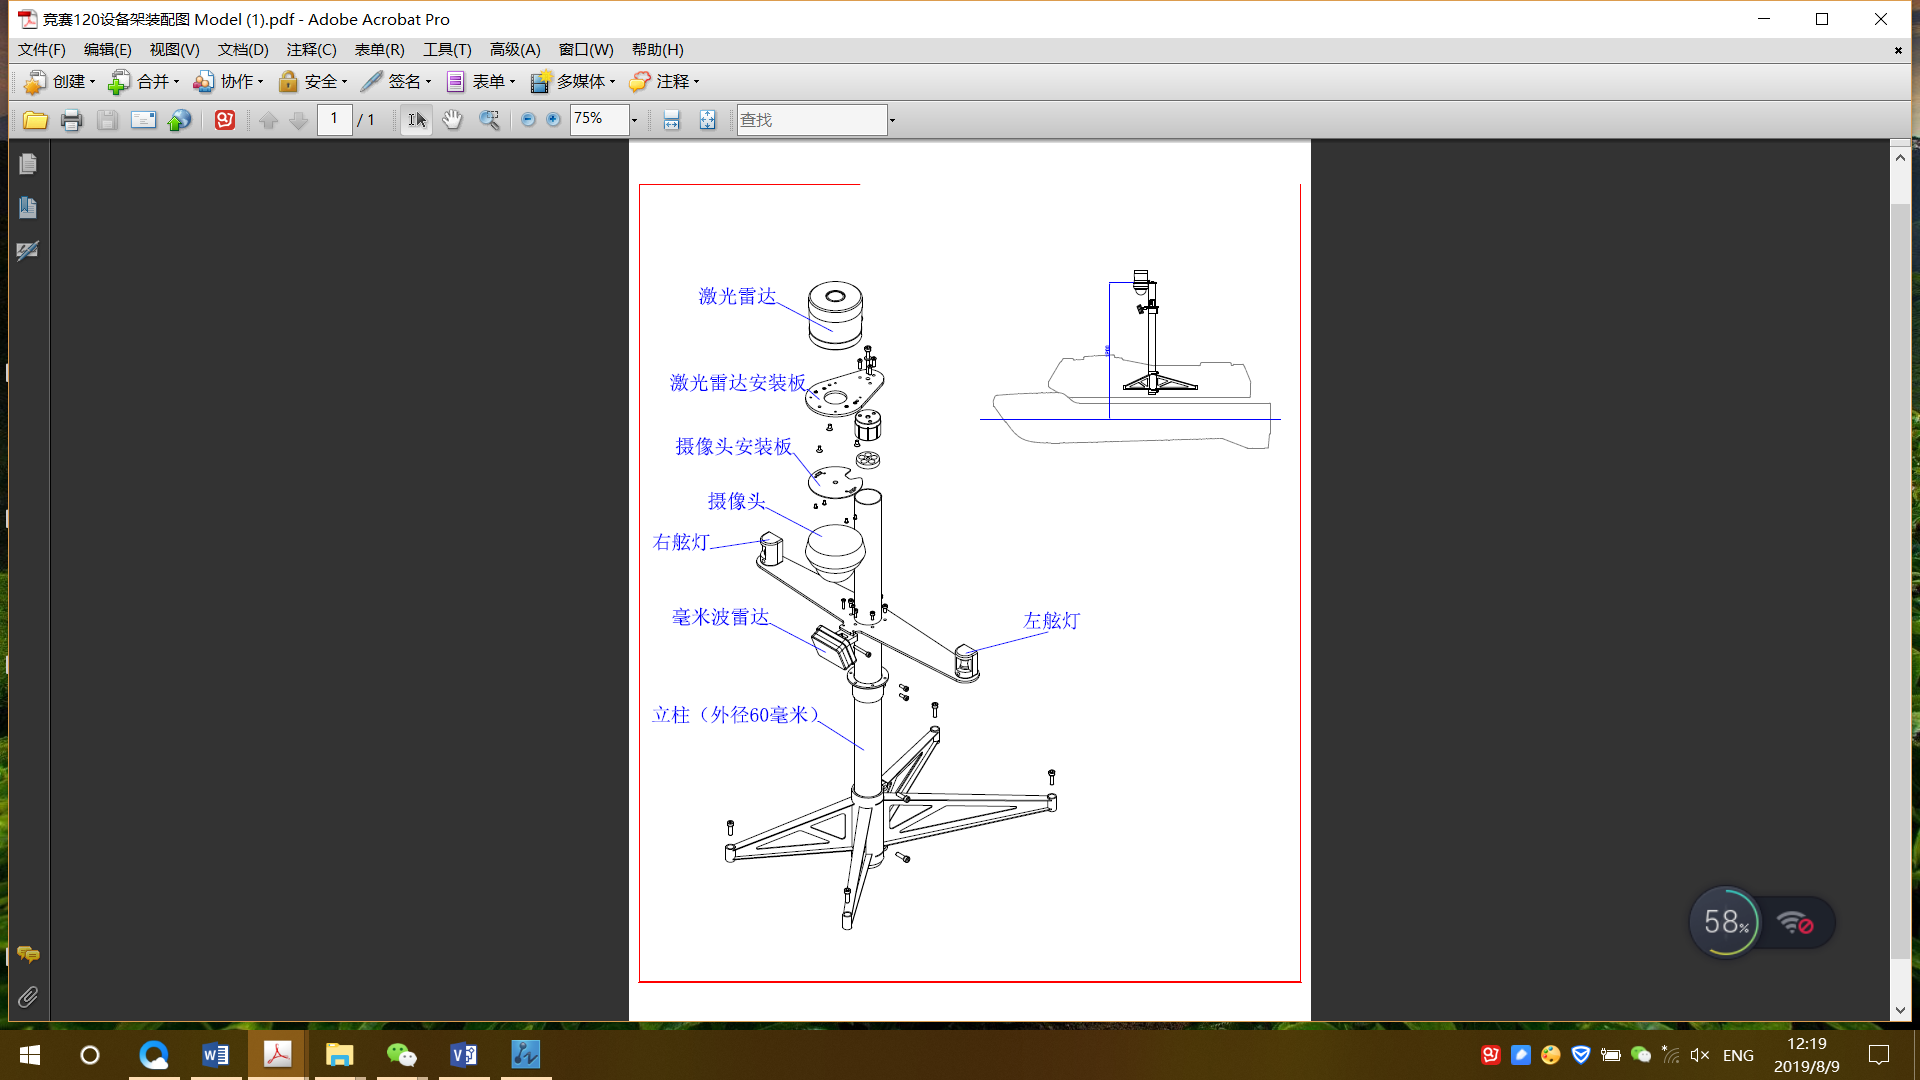 竞赛120设备架装配图 Model (1).pdf - Adobe Acrobat Pro
文件(F) 编辑(E) 视图(V) 文档(D) 注释(C) 表单(R) 工具(T) 高级(A) 窗口(W) 帮助(H)
创建 合并 协作 安全 签名 表单 多媒体 注释
1 / 1 75% 查找
激光雷达
激光雷达安装板
摄像头安装板
摄像头
右舷灯
毫米波雷达
左舷灯
立柱（外径60毫米）
58%
ENG
12:19
2019/8/9